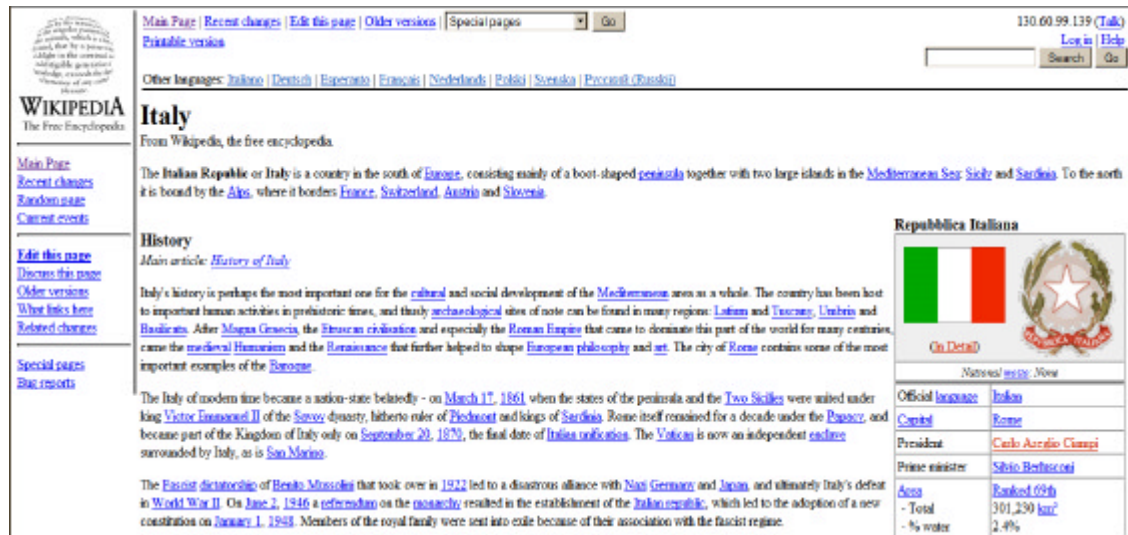 Main Page | Recent changes | Edit this page | Older versions | Special pages Go
Printable version
130.60.99.139 (Talk)
Log in | Help
Search Go
Other languages: Italiano | Deutsch | Esperanto | Français | Nederlands | Polski | Svenska | Русский (Russkij)
WIKIPEDIA
The Free Encyclopedia
Main Page
Recent changes
Random page
Current events
Edit this page
Discuss this page
Older versions
What links here
Related changes
Special pages
Bug reports
Italy
From Wikipedia, the free encyclopedia.
The Italian Republic or Italy is a country in the south of Europe, consisting mainly of a boot-shaped peninsula together with two large islands in the Mediterranean Sea: Sicily and Sardinia. To the north
it is bound by the Alps, where it borders France, Switzerland, Austria and Slovenia.
History
Main article: History of Italy
Italy's history is perhaps the most important one for the cultural and social development of the Mediterranean area as a whole. The country has been host
to important human activities in prehistoric times, and thusly archaeological sites of note can be found in many regions: Latium and Tuscany, Umbria and
Basilicata. After Magna Graecia, the Etruscan civilisation and especially the Roman Empire that came to dominate this part of the world for many centuries,
came the medieval Humanism and the Renaissance that further helped to shape European philosophy and art. The city of Rome contains some of the most
important examples of the Baroque.
The Italy of modern time became a nation-state belatedly - on March 17, 1861 when the states of the peninsula and the Two Sicilies were united under
king Victor Emmanuel II of the Savoy dynasty, hitherto ruler of Piedmont and kings of Sardinia. Rome itself remained for a decade under the Papacy, and
became part of the Kingdom of Italy only on September 20, 1870, the final date of Italian unification. The Vatican is now an independent enclave
surrounded by Italy, as is San Marino.
The Fascist dictatorship of Benito Mussolini that took over in 1922 led to a disastrous alliance with Nazi Germany and Japan, and ultimately Italy's defeat
in World War II. On June 2, 1946 a referendum on the monarchy resulted in the establishment of the Italian republic, which led to the adoption of a new
constitution on January 1, 1948. Members of the royal family were sent into exile because of their association with the fascist regime.
Repubblica Italiana
REPVBBLICA ITALIANA
(In Detail)
National motto: None
Official language Italian
Capital Rome
President Carlo Azeglio Ciampi
Prime minister Silvio Berlusconi
Area
- Total
- % water
Ranked 69th
301,230 km²
2.4%